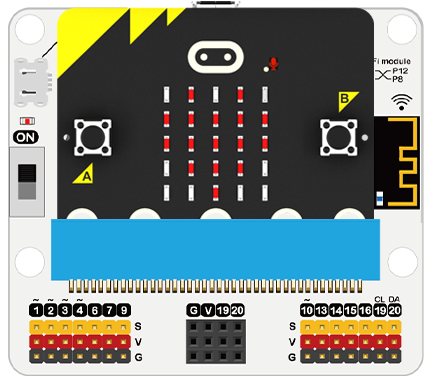 Fi module
P12
P8
B
ON
A
~ ~ ~ ~
1 2 3 4 6 7 9
G V 19 20
~ CL DA
10 13 14 15 16 19 20
S S
V V
G G